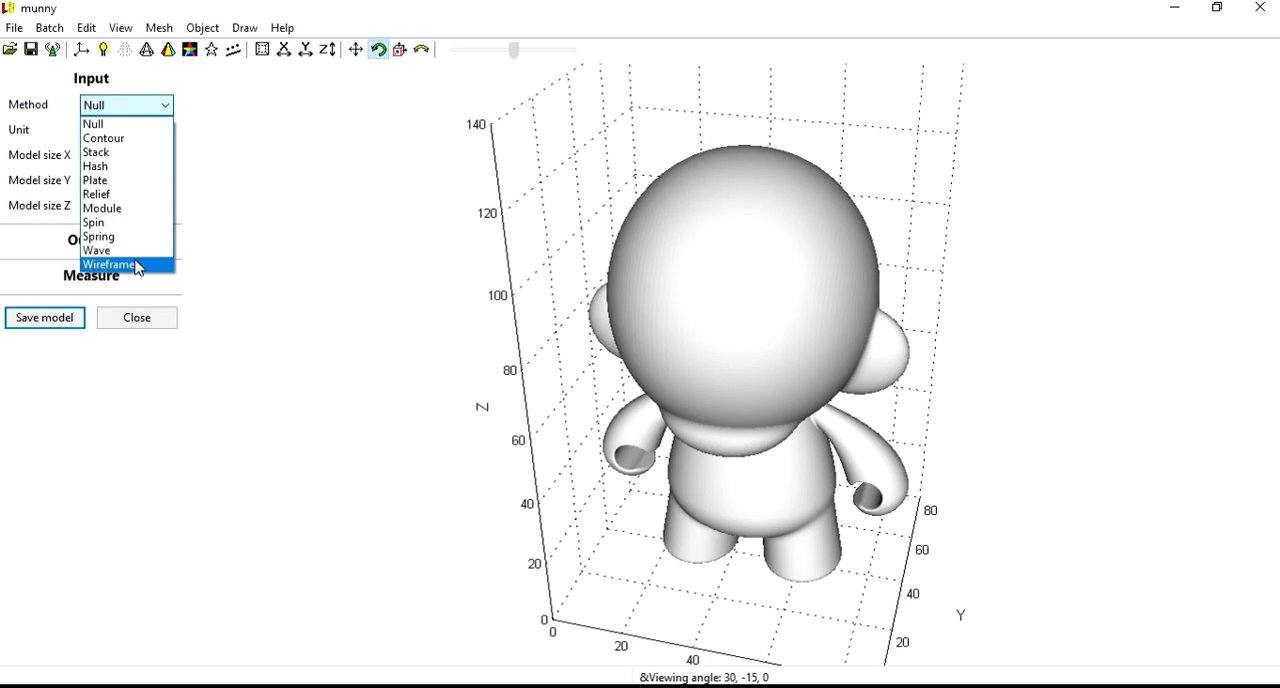 munny
File Batch Edit View Mesh Object Draw Help
Input
Method Null
Null
Contour
Stack
Hash
Plate
Relief
Module
Spin
Spring
Wave
Wireframe
Unit
Model size X
Model size Y
Model size Z
Measure
Save model Close
140
120
100
80
60
40
20
0
Z
0
20
40
20
40
60
80
Y
&Viewing angle: 30, -15, 0